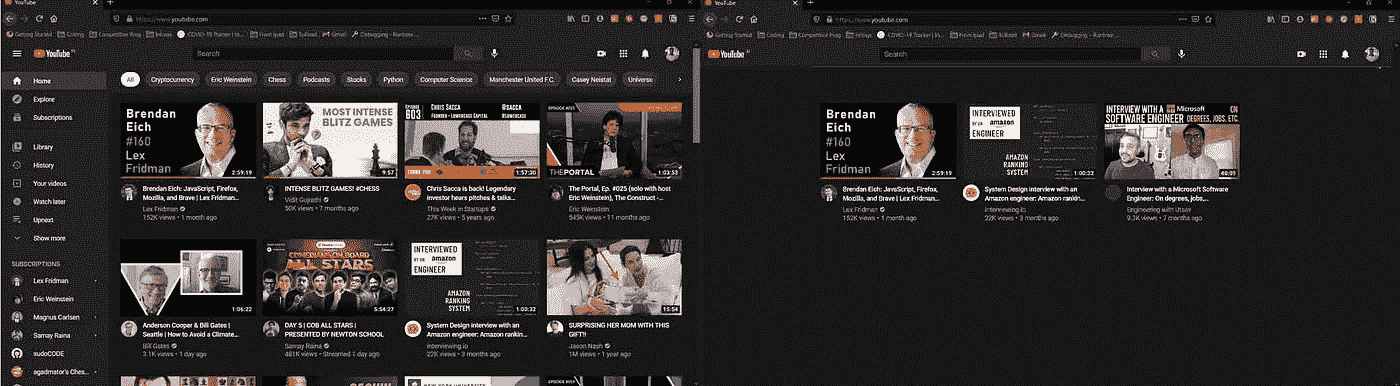 YouTube
https://www.youtube.com
Getting Started
Coding
Competitive Prog
Infosys
COVID-19 Tracker | In...
From Ipad
ToRead
Gmail
Debugging - Runtime ...
YouTube IN
Search
All
Cryptocurrency
Eric Weinstein
Chess
Podcasts
Stocks
Python
Computer Science
Manchester United F.C.
Casey Neistat
Universe
Home
Explore
Subscriptions
Library
History
Your videos
Watch later
Upnext
Show more
SUBSCRIPTIONS
Lex Fridman
Eric Weinstein
Magnus Carlsen
Samay Raina
sudoCODE
agadmator's Ches...
Brendan
Eich
#160
Lex
Fridman
2:59:19
Brendan Eich: JavaScript, Firefox,
Mozilla, and Brave | Lex Fridman...
Lex Fridman
152K views • 1 month ago
MOST INTENSE
BLITZ GAMES
9:57
INTENSE BLITZ GAMES! #CHESS
Vidit Gujrathi
50K views • 7 months ago
EPISODE
603
CHRIS SACCA
FOUNDER - LOWERCASE CAPITAL
@SACCA
@LOWERCASE
1:57:30
Chris Sacca is back! Legendary
investor hears pitches & talks...
This Week in Startups
27K views • 5 years ago
EPISODE #025
THEPORTAL
1:03:53
The Portal, Ep. #025 (solo with host
Eric Weinstein), The Construct -...
Eric Weinstein
545K views • 11 months ago
1:06:22
Anderson Cooper & Bill Gates |
Seattle | How to Avoid a Climate...
Bill Gates
3.1K views • 1 day ago
COMEDIANS ON BOARD
ALL STARS
5:54:27
DAY 5 | COB ALL STARS |
PRESENTED BY NEWTON SCHOOL
Samay Raina
481K views • Streamed 1 day ago
INTERVIEWED
BY AN amazon
ENGINEER
AMAZON
RANKING
SYSTEM
1:00:32
System Design interview with an
Amazon engineer: Amazon rankin...
interviewing.io
22K views • 3 months ago
15:54
SURPRISING HER MOM WITH THIS
GIFT!!
Jason Nash
1M views • 1 year ago
NEW YORK UNIVERSITY
YouTube
https://www.youtube.com
Getting Started
Coding
Competitive Prog
Infosys
COVID-19 Tracker | In...
From Ipad
ToRead
Gmail
Debugging - Runtime ...
YouTube IN
Search
Brendan
Eich
#160
Lex
Fridman
2:59:19
Brendan Eich: JavaScript, Firefox,
Mozilla, and Brave | Lex Fridman...
Lex Fridman
152K views • 1 month ago
INTERVIEWED
BY AN amazon
ENGINEER
AMAZON
RANKING
SYSTEM
1:00:32
System Design interview with an
Amazon engineer: Amazon rankin...
interviewing.io
22K views • 3 months ago
INTERVIEW WITH A Microsoft
SOFTWARE ENGINEER DEGREES, JOBS, ETC.
40:09
Interview with a Microsoft Software
Engineer: On degrees, jobs,...
Engineering with Utsav
9.3K views • 7 months ago